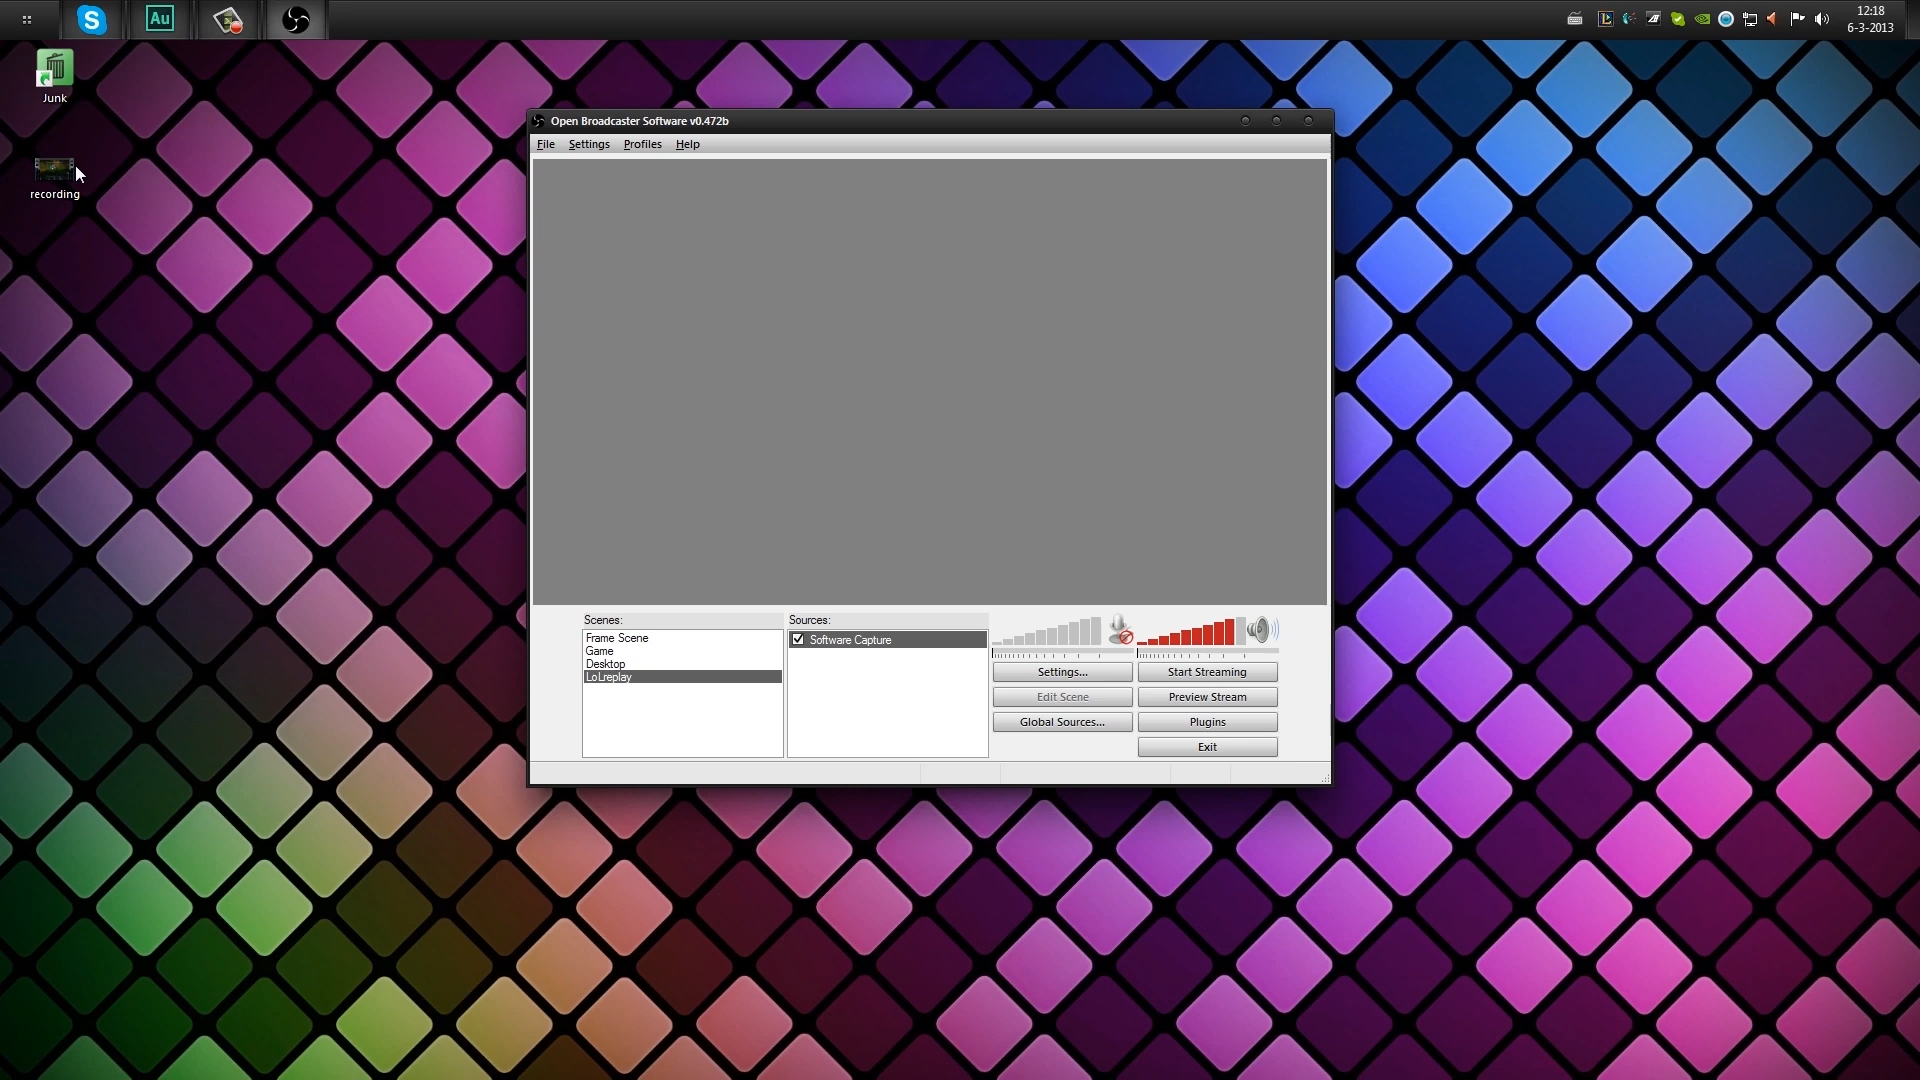 S
Au
12:18
6-3-2013
Junk
recording
Open Broadcaster Software v0.472b
File Settings Profiles Help
Scenes:
Frame Scene
Game
Desktop
LoLreplay
Sources:
Software Capture
Settings...
Start Streaming
Edit Scene
Preview Stream
Global Sources...
Plugins
Exit